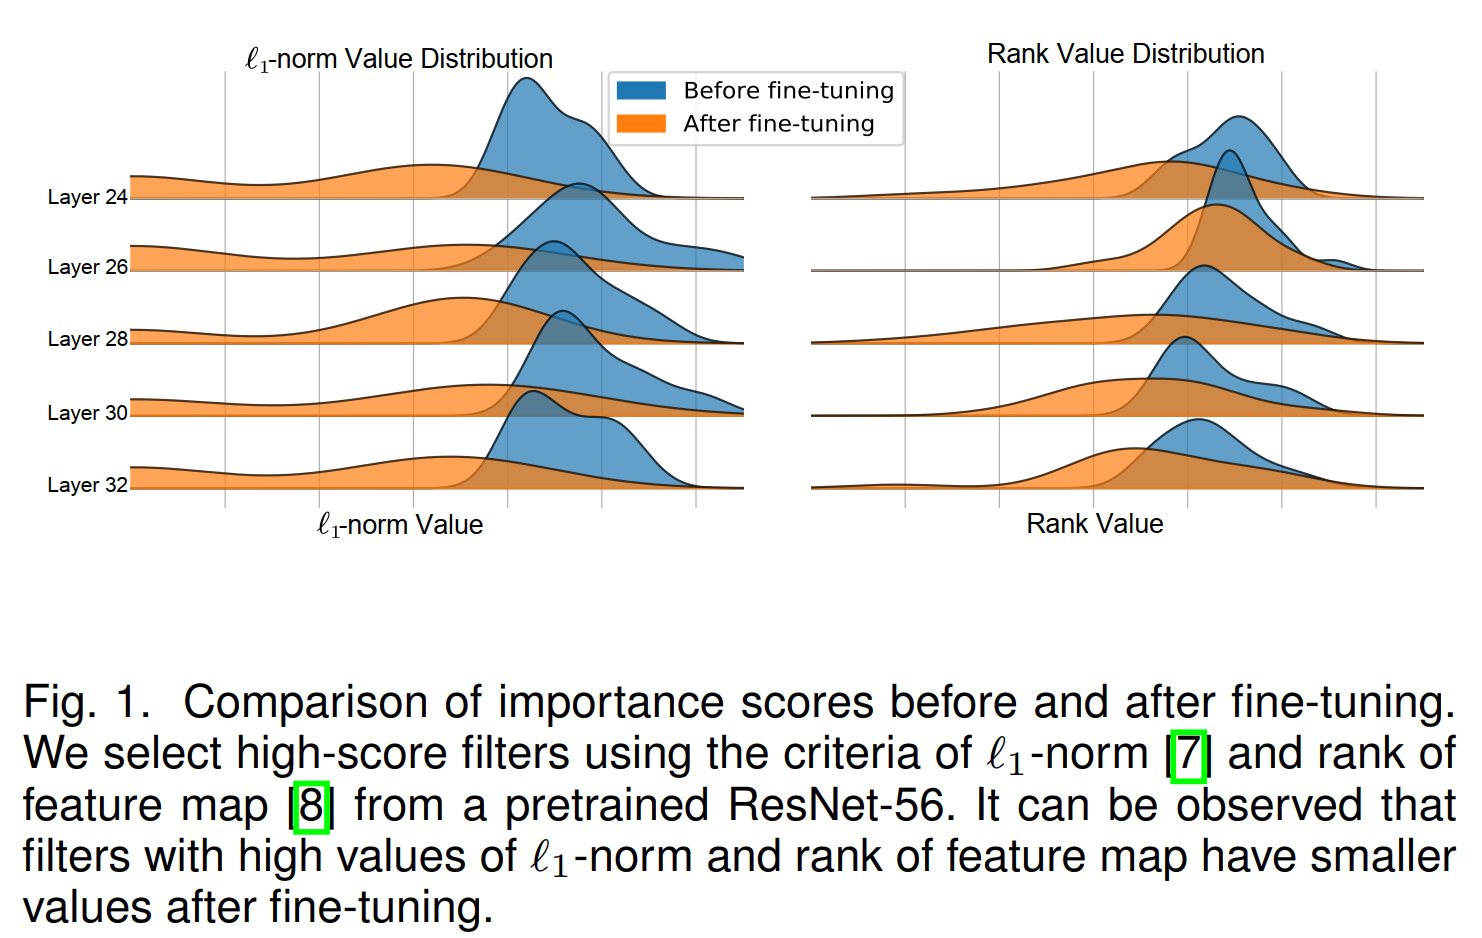 ℓ₁-norm Value Distribution
Rank Value Distribution
Before fine-tuning
After fine-tuning
Layer 24
Layer 26
Layer 28
Layer 30
Layer 32
ℓ₁-norm Value
Rank Value
Fig. 1. Comparison of importance scores before and after fine-tuning.
We select high-score filters using the criteria of ℓ₁-norm [7] and rank of
feature map [8] from a pretrained ResNet-56. It can be observed that
filters with high values of ℓ₁-norm and rank of feature map have smaller
values after fine-tuning.